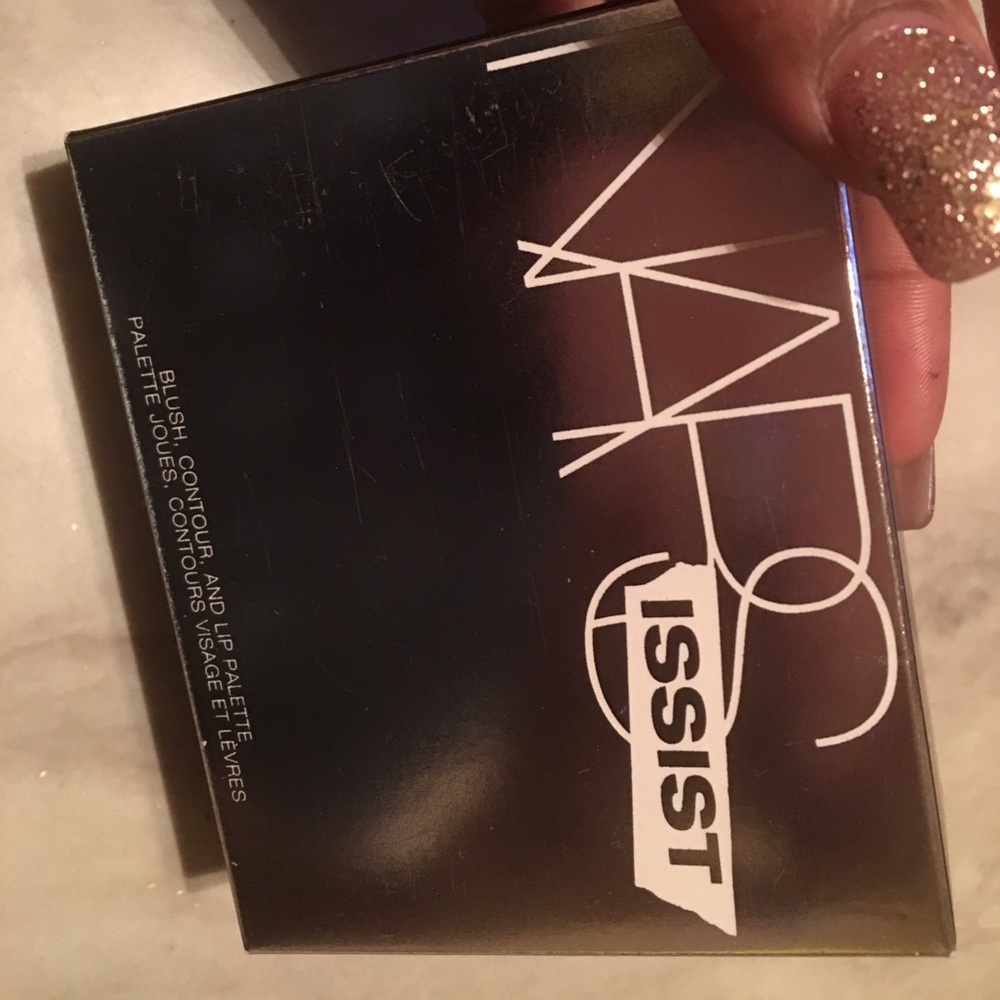 NARS
ISSIST
BLUSH, CONTOUR, AND LIP PALETTE
PALETTE JOUES, CONTOURS VISAGE ET LÈVRES